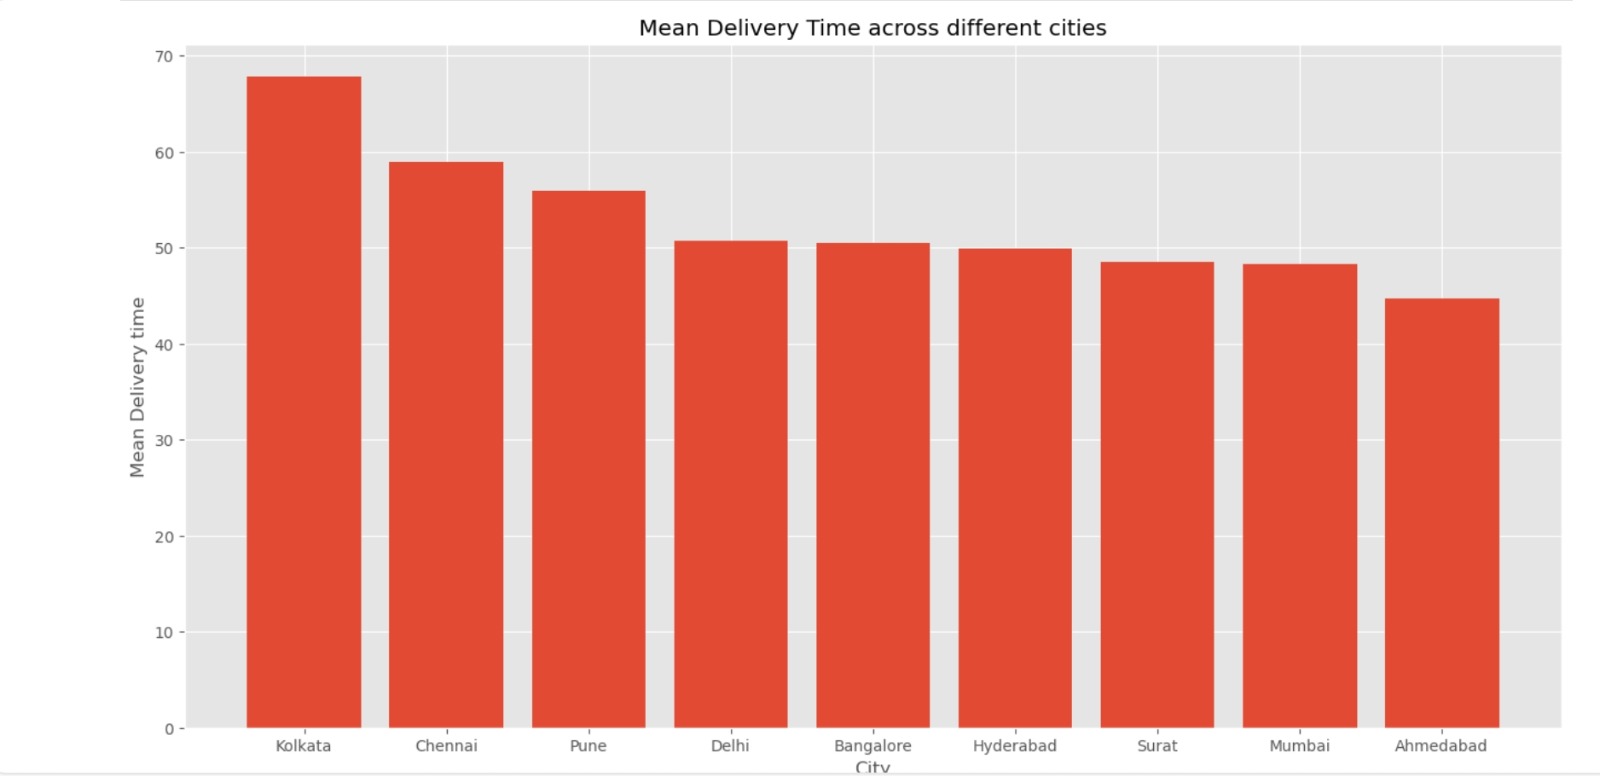 Mean Delivery Time across different cities
70
60
50
40
30
20
10
0
Mean Delivery time
Kolkata Chennai Pune Delhi Bangalore Hyderabad Surat Mumbai Ahmedabad
City